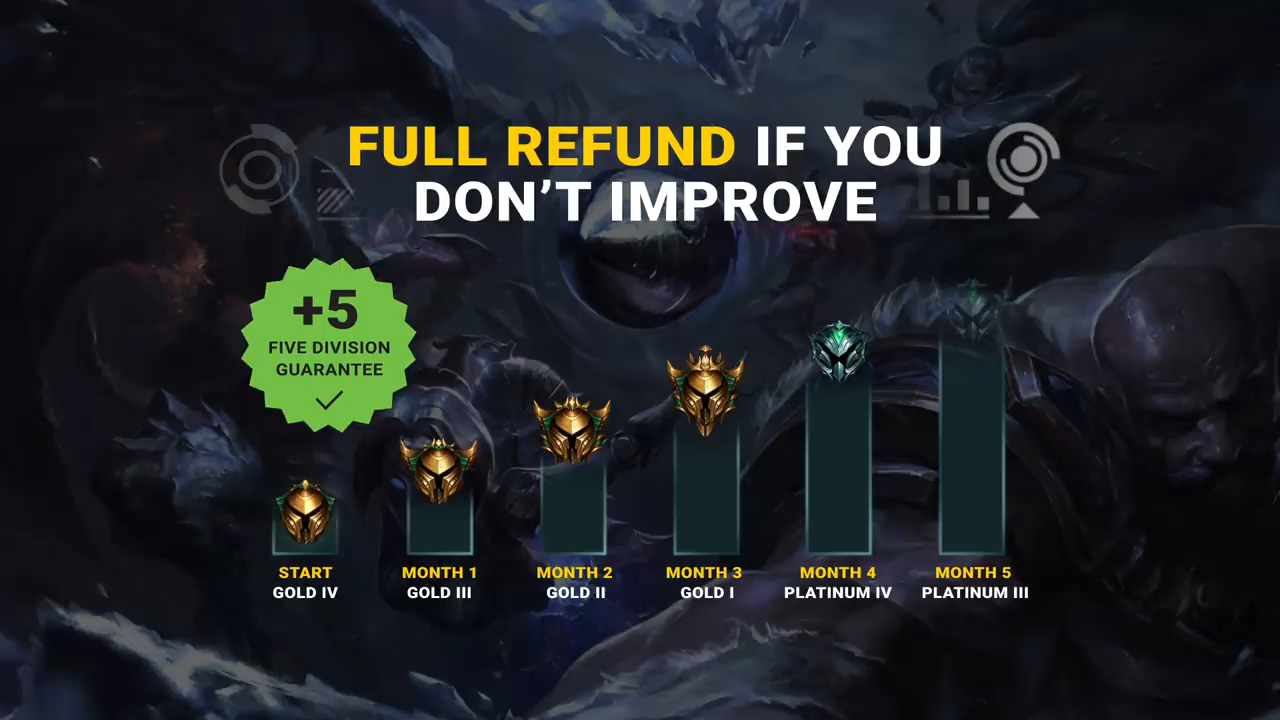 FULL REFUND IF YOU
DON'T IMPROVE
+5
FIVE DIVISION
GUARANTEE
START
GOLD IV
MONTH 1
GOLD III
MONTH 2
GOLD II
MONTH 3
GOLD I
MONTH 4
PLATINUM IV
MONTH 5
PLATINUM III